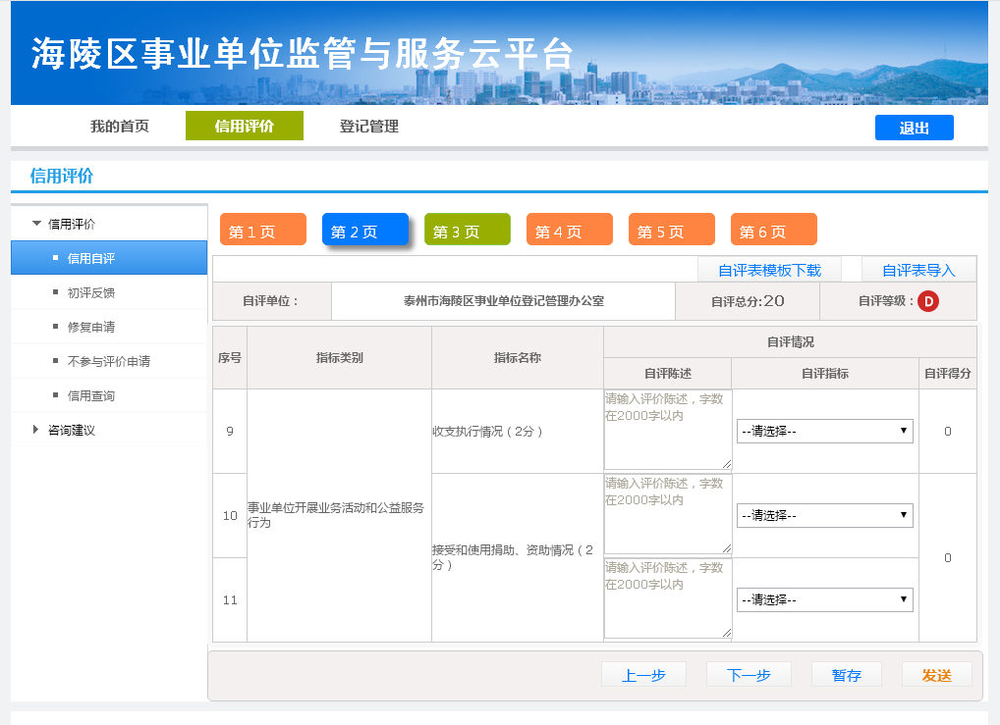 海陵区事业单位监管与服务云平台
我的首页 信用评价 登记管理 退出
信用评价
信用评价
信用自评
初评反馈
修复申请
不参与评价申请
信用查询
咨询建议
第 1 页 第 2 页 第 3 页 第 4 页 第 5 页 第 6 页
自评表模板下载 自评表导入
自评单位： 泰州市海陵区事业单位登记管理办公室 自评总分:20 自评等级： D
序号 指标类别 指标名称 自评情况
自评陈述 自评指标 自评得分
9 收支执行情况（2分） 请输入评价陈述，字数
在2000字以内
--请选择-- 0
事业单位开展业务活动和公益服务
行为
10 请输入评价陈述，字数
在2000字以内
--请选择--
接受和使用捐助、资助情况（2
分）
0
11 请输入评价陈述，字数
在2000字以内
--请选择--
上一步 下一步 暂存 发送